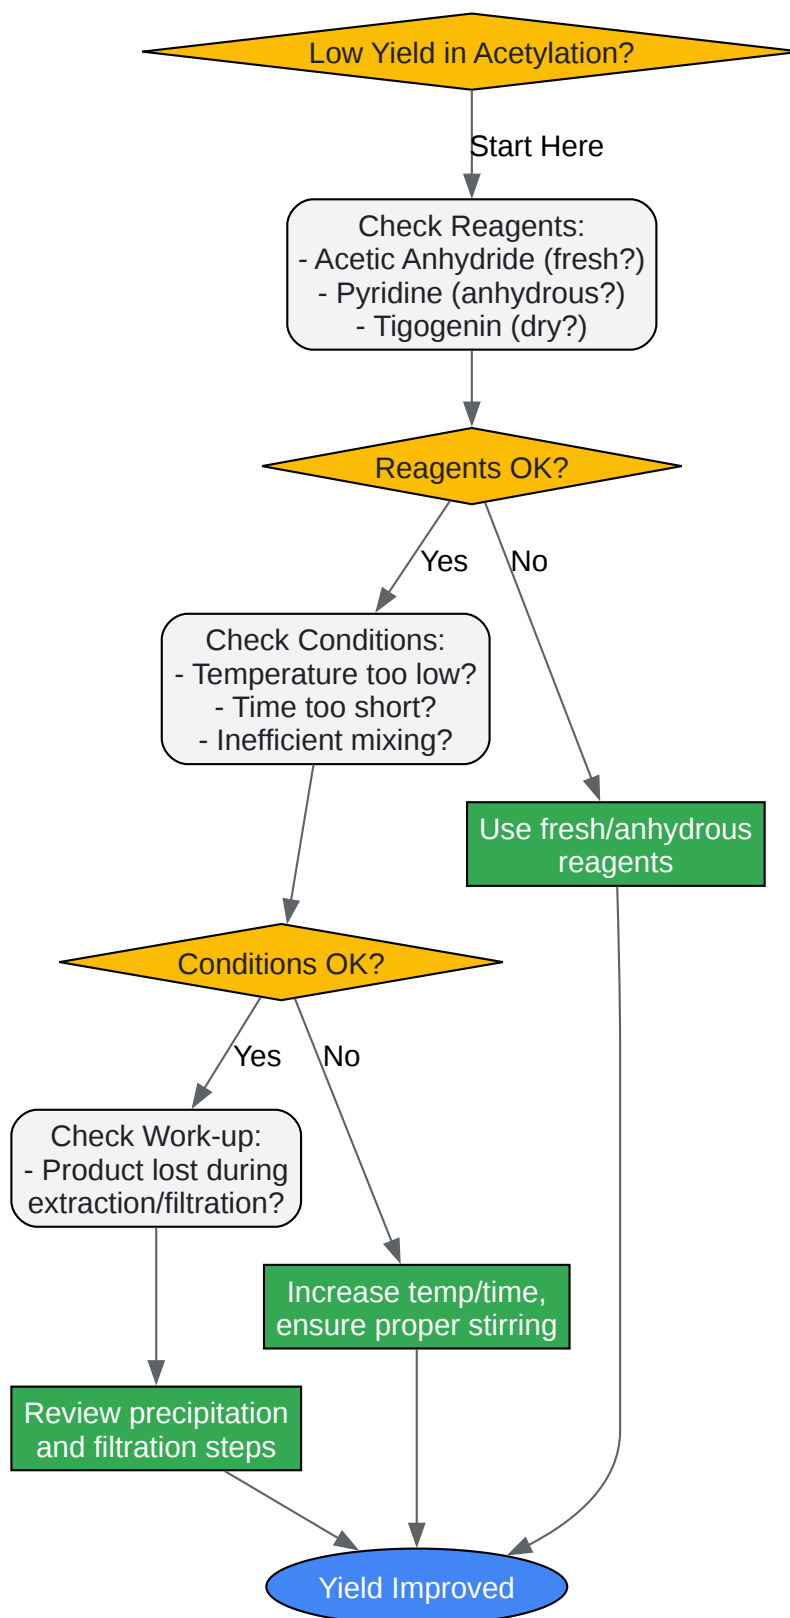 Low Yield in Acetylation?
Start Here
Check Reagents:
- Acetic Anhydride (fresh?)
- Pyridine (anhydrous?)
- Tigogenin (dry?)
Reagents OK?
Yes
No
Check Conditions:
- Temperature too low?
- Time too short?
- Inefficient mixing?
Use fresh/anhydrous
reagents
Conditions OK?
Yes
No
Check Work-up:
- Product lost during
extraction/filtration?
Increase temp/time,
ensure proper stirring
Review precipitation
and filtration steps
Yield Improved